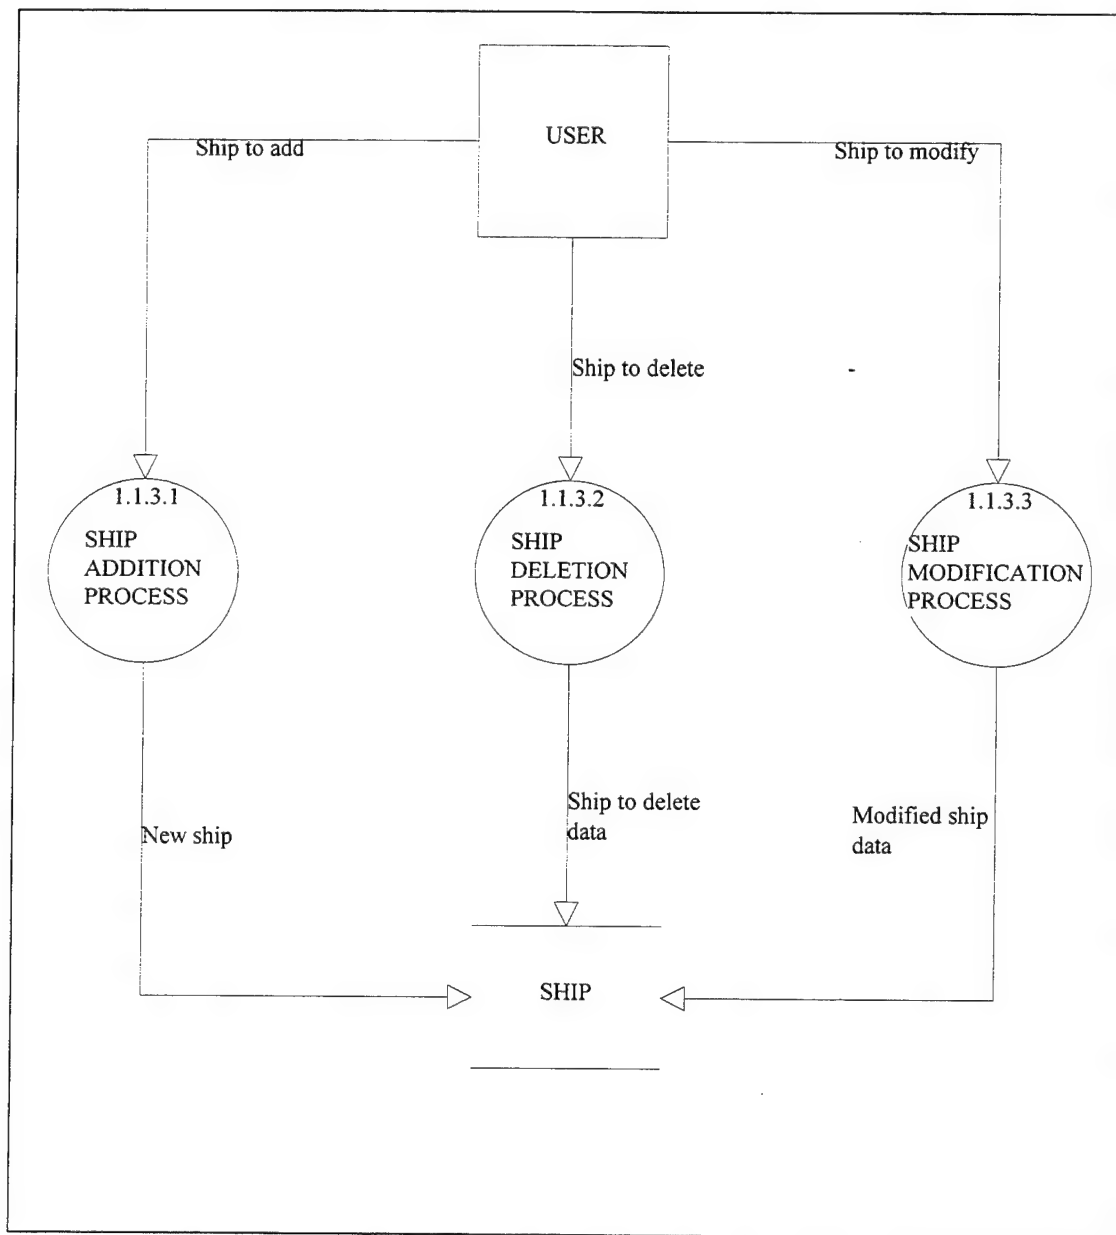 USER
Ship to add
Ship to modify
Ship to delete
1.1.3.1
SHIP
ADDITION
PROCESS
1.1.3.2
SHIP
DELETION
PROCESS
1.1.3.3
SHIP
MODIFICATION
PROCESS
New ship
Ship to delete
data
Modified ship
data
SHIP